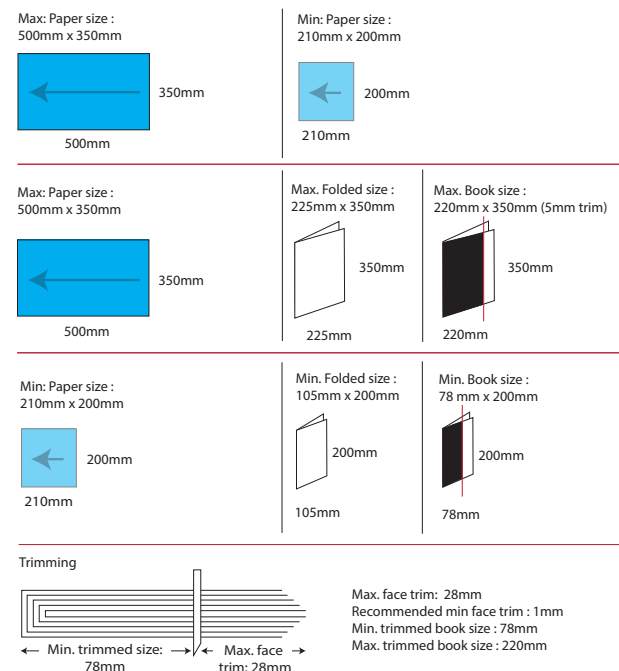 Max: Paper size :
500mm x 350mm
350mm
500mm
Min: Paper size :
210mm x 200mm
200mm
210mm
Max: Paper size :
500mm x 350mm
350mm
500mm
Max. Folded size :
225mm x 350mm
350mm
225mm
Max. Book size :
220mm x 350mm (5mm trim)
350mm
220mm
Min: Paper size :
210mm x 200mm
200mm
210mm
Min. Folded size :
105mm x 200mm
200mm
105mm
Min. Book size :
78 mm x 200mm
200mm
78mm
Trimming
Min. trimmed size:
78mm
Max. face
trim: 28mm
Max. face trim: 28mm
Recommended min face trim : 1mm
Min. trimmed book size : 78mm
Max. trimmed book size : 220mm